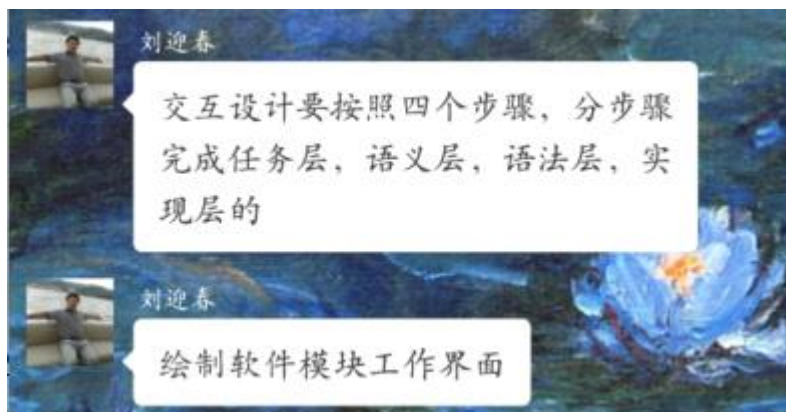 刘迎春
交互设计要按照四个步骤，分步骤
完成任务层，语义层，语法层，实
现层的
刘迎春
绘制软件模块工作界面